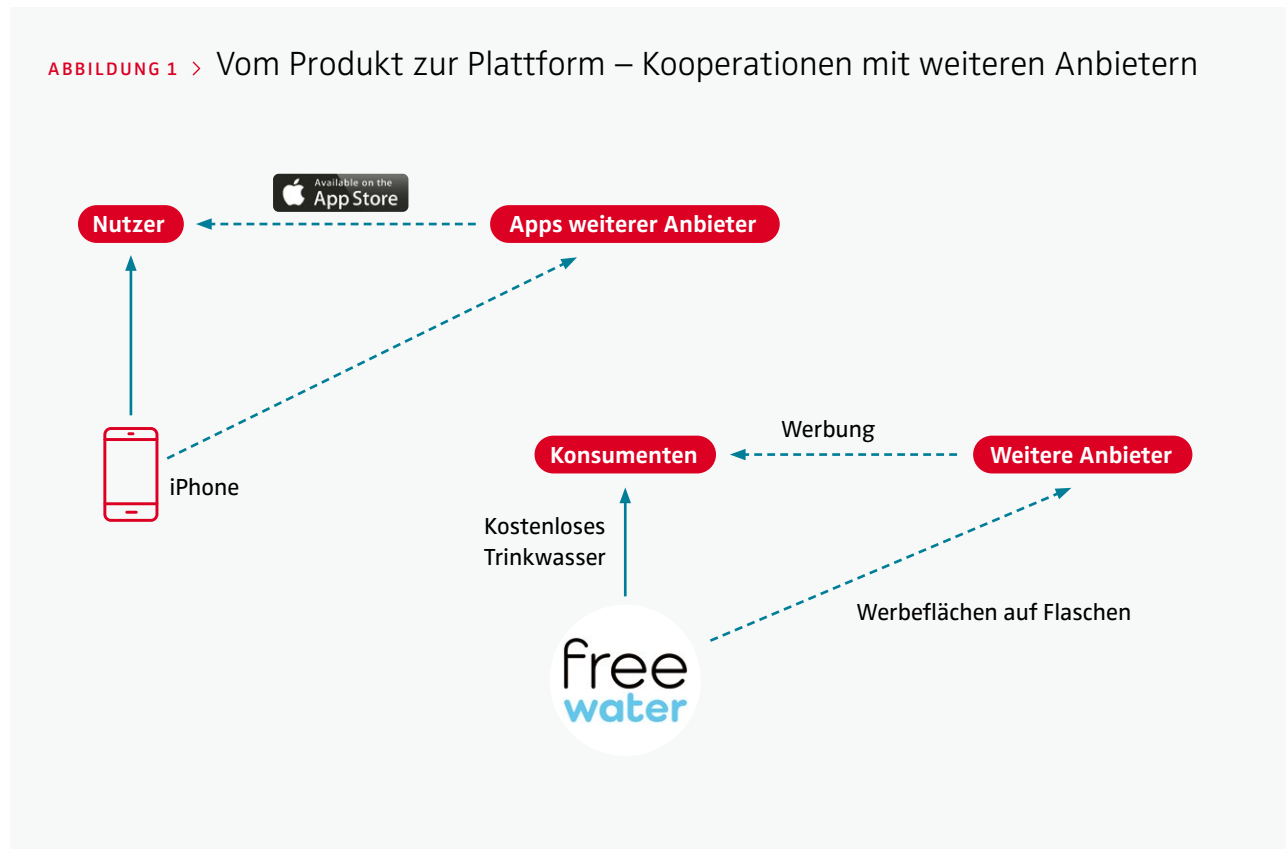 ABBILDUNG 1 > Vom Produkt zur Plattform – Kooperationen mit weiteren Anbietern
Available on the
App Store
Nutzer
Apps weiterer Anbieter
iPhone
Werbung
Konsumenten
Weitere Anbieter
Kostenloses
Trinkwasser
Werbeflächen auf Flaschen
free
water